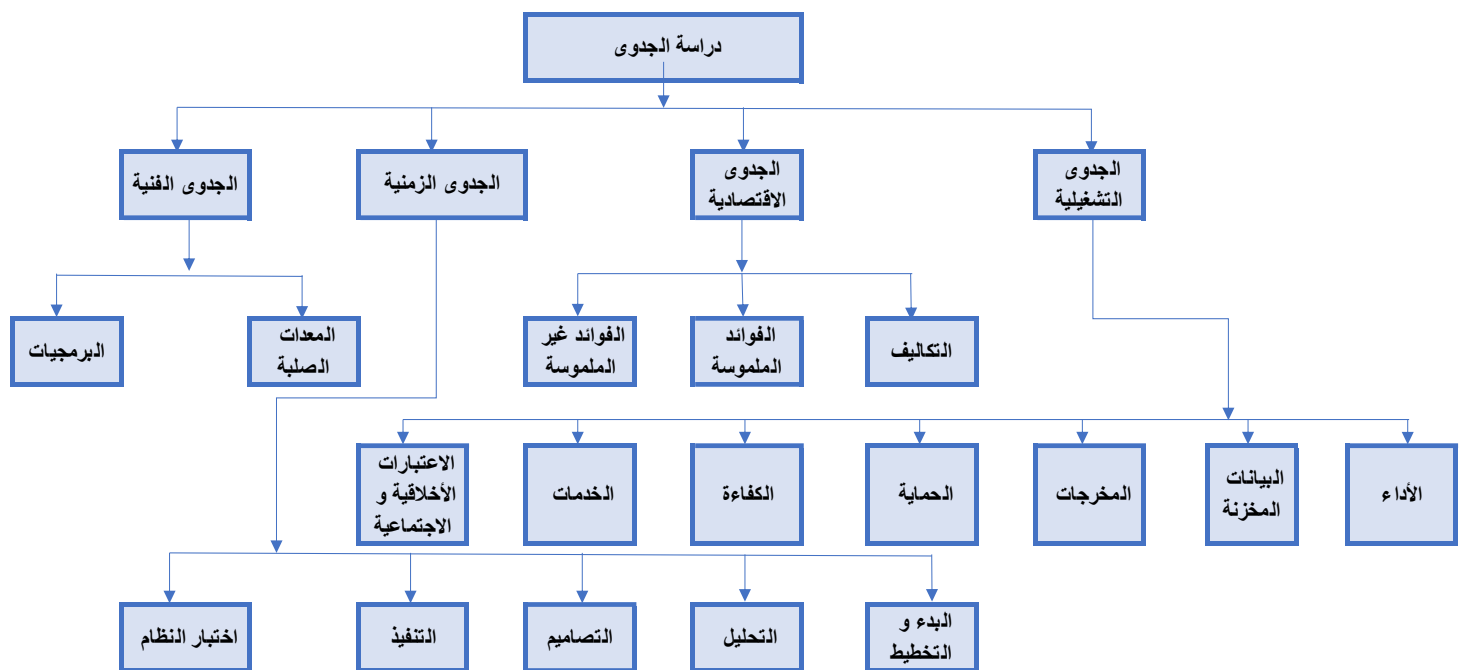 دراسة الجدوى
الجدوى
التشغيلية
الجدوى
الاقتصادية
الجدوى الزمنية
الجدوى الفنية
التكاليف
الفوائد
الملموسة
الفوائد غير
الملموسة
المعدات
الصلبة
البرمجيات
الأداء
البيانات
المخزنة
المخرجات
الحماية
الكفاءة
الخدمات
الاعتبارات
الأخلاقية و
الاجتماعية
البدء و
التخطيط
التحليل
التصاميم
التنفيذ
اختبار النظام